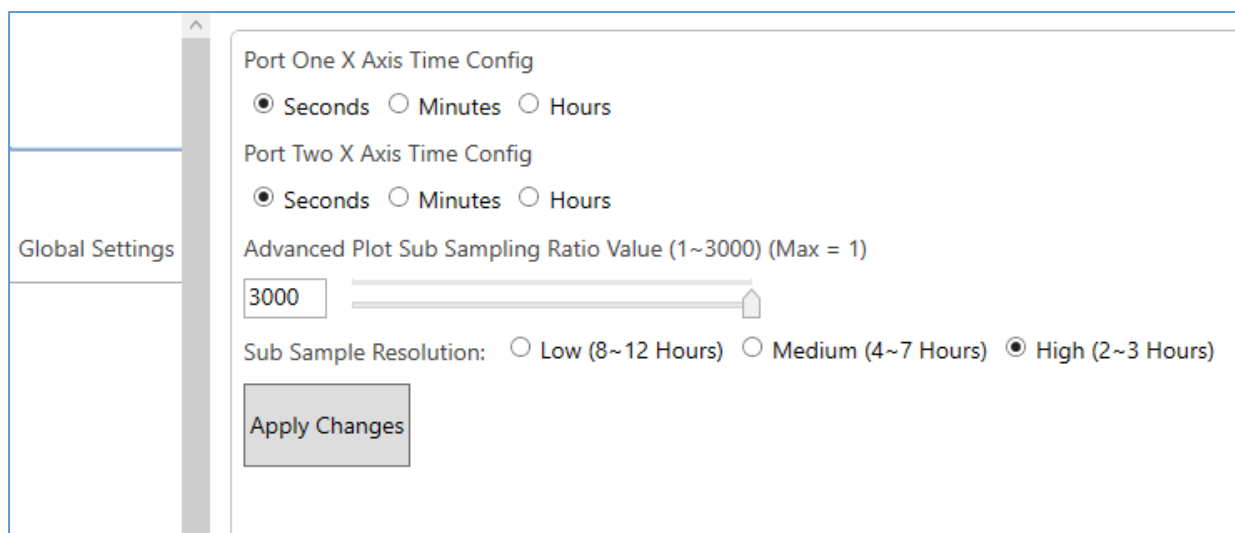 Port One X Axis Time Config
Seconds Minutes Hours
Port Two X Axis Time Config
Seconds Minutes Hours
Global Settings
Advanced Plot Sub Sampling Ratio Value (1~3000) (Max = 1)
3000
Sub Sample Resolution: Low (8~12 Hours) Medium (4~7 Hours) High (2~3 Hours)
Apply Changes